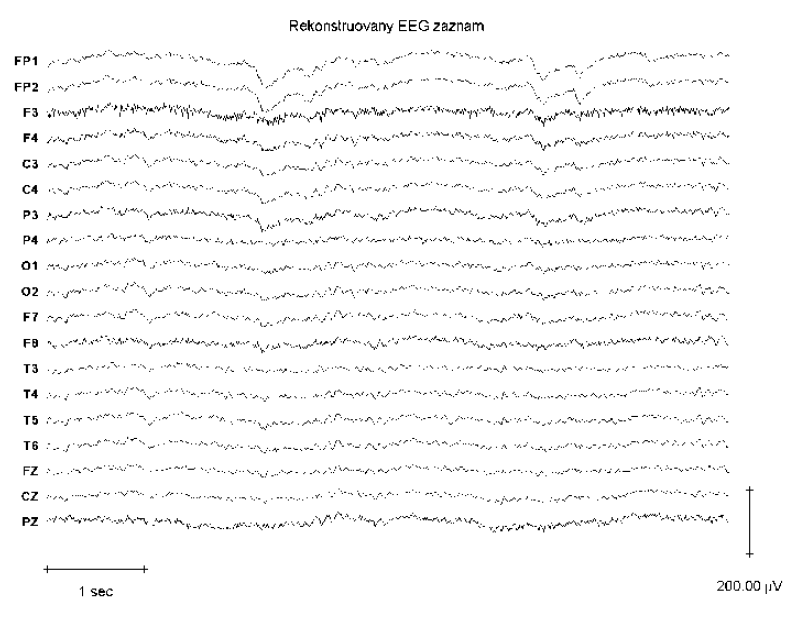 Rekonstruovany EEG zaznam
FP1
FP2
F3
F4
C3
C4
P3
P4
O1
O2
F7
F8
T3
T4
T5
T6
FZ
CZ
PZ
1 sec
200.00 µV